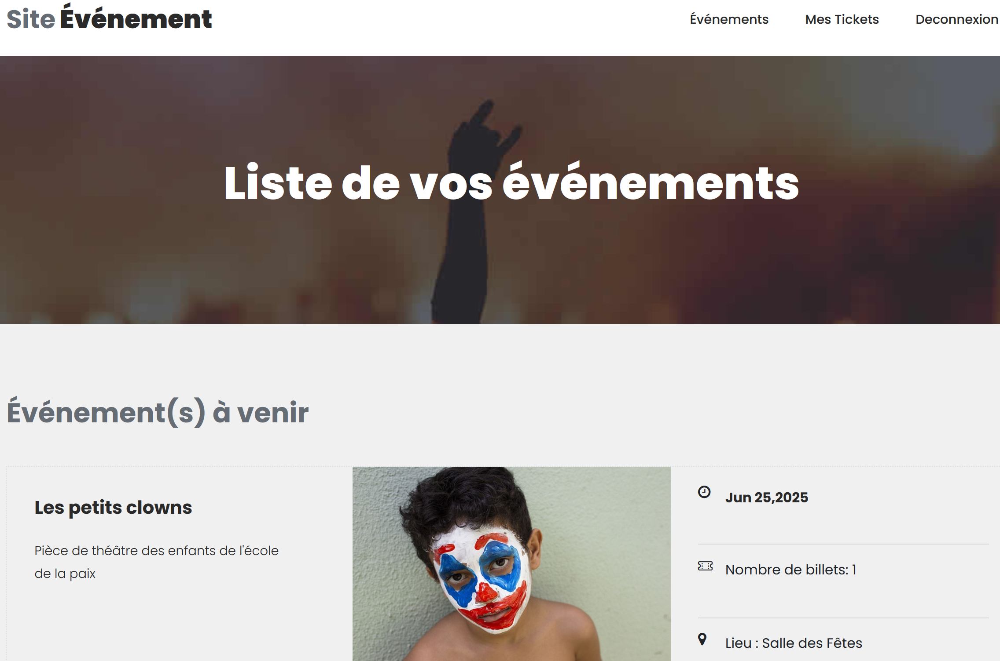 Site Événement
Événements
Mes Tickets
Deconnexion
Liste de vos événements
Événement(s) à venir
Les petits clowns
Pièce de théâtre des enfants de l'école
de la paix
Jun 25,2025
Nombre de billets: 1
Lieu : Salle des Fêtes